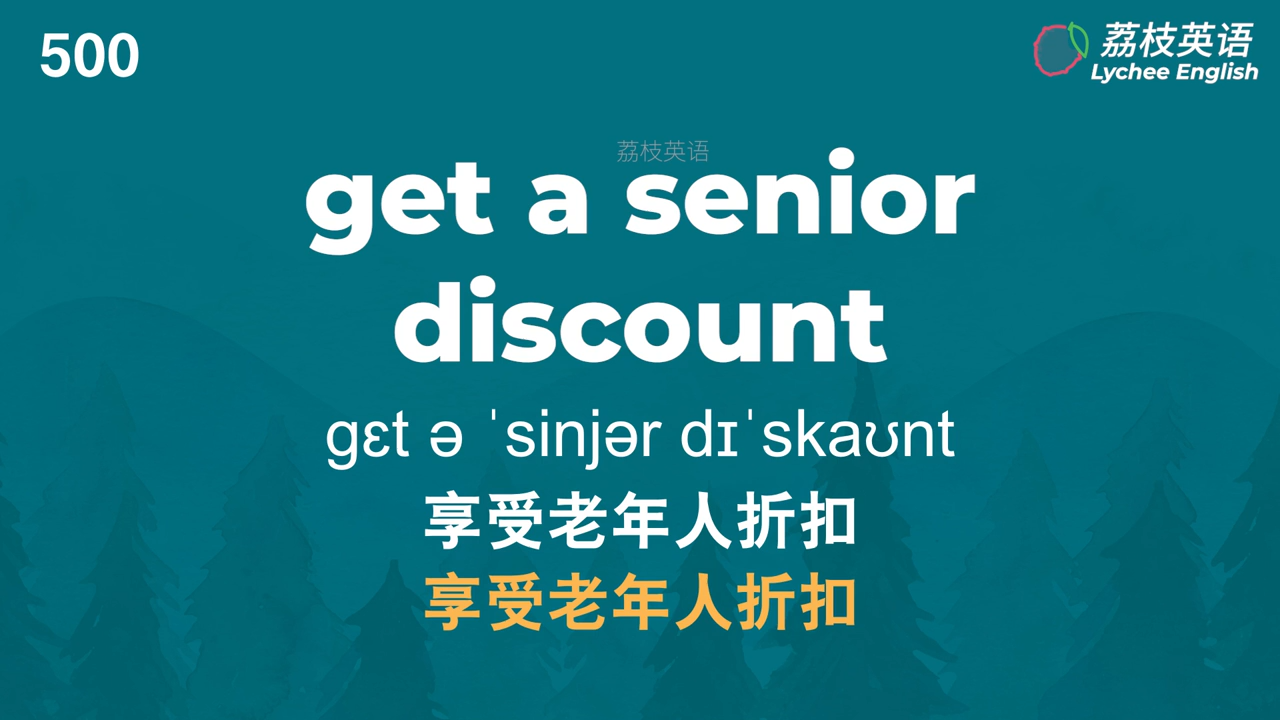 500
荔枝英语
Lychee English
荔枝英语
get a senior
discount
gɛt ə ˈsinjər dɪˈskaʊnt
享受老年人折扣
享受老年人折扣